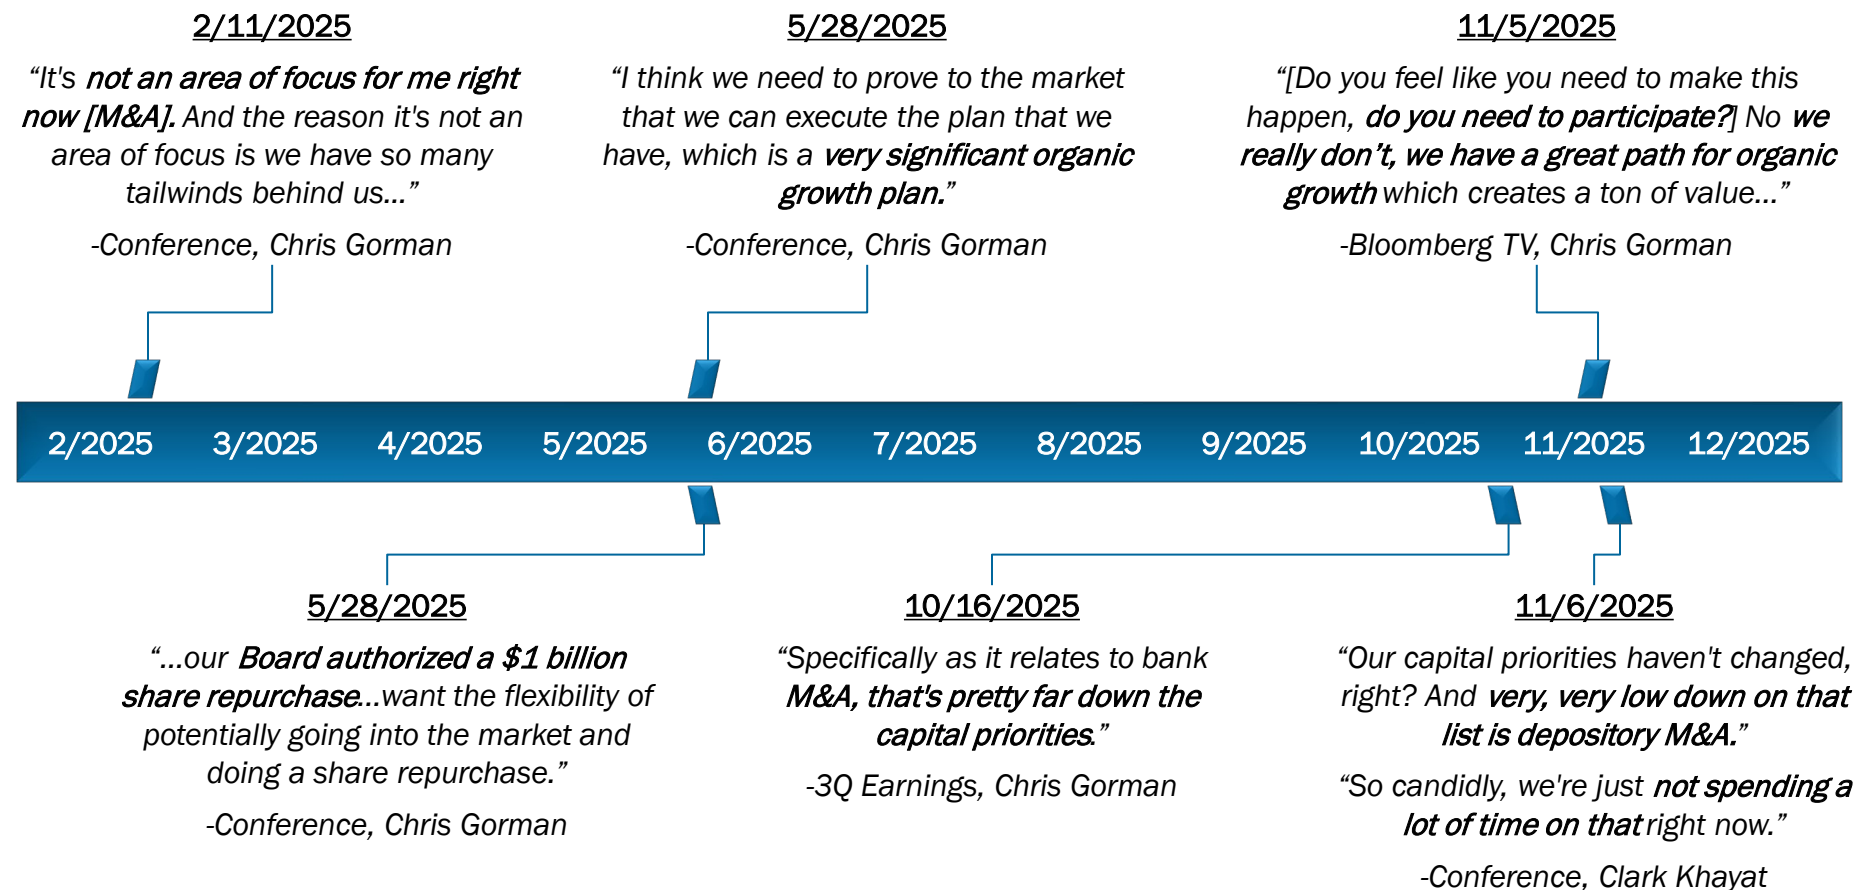 2/11/2025
“It's not an area of focus for me right
now [M&A]. And the reason it's not an
area of focus is we have so many
tailwinds behind us…”
-Conference, Chris Gorman
5/28/2025
“I think we need to prove to the market
that we can execute the plan that we
have, which is a very significant organic
growth plan.”
-Conference, Chris Gorman
11/5/2025
“[Do you feel like you need to make this
happen, do you need to participate?] No we
really don’t, we have a great path for organic
growth which creates a ton of value…”
-Bloomberg TV, Chris Gorman
2/2025 3/2025 4/2025 5/2025 6/2025 7/2025 8/2025 9/2025 10/2025 11/2025 12/2025
5/28/2025
“…our Board authorized a $1 billion
share repurchase…want the flexibility of
potentially going into the market and
doing a share repurchase.”
-Conference, Chris Gorman
10/16/2025
“Specifically as it relates to bank
M&A, that's pretty far down the
capital priorities.”
-3Q Earnings, Chris Gorman
11/6/2025
“Our capital priorities haven't changed,
right? And very, very low down on that
list is depository M&A.”
“So candidly, we're just not spending a
lot of time on that right now.”
-Conference, Clark Khayat